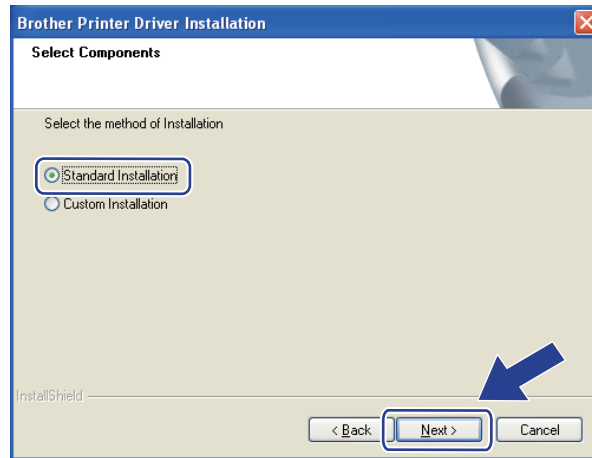 Brother Printer Driver Installation
Select Components
Select the method of Installation
Standard Installation
Custom Installation
InstallShield
< Back
Next >
Cancel